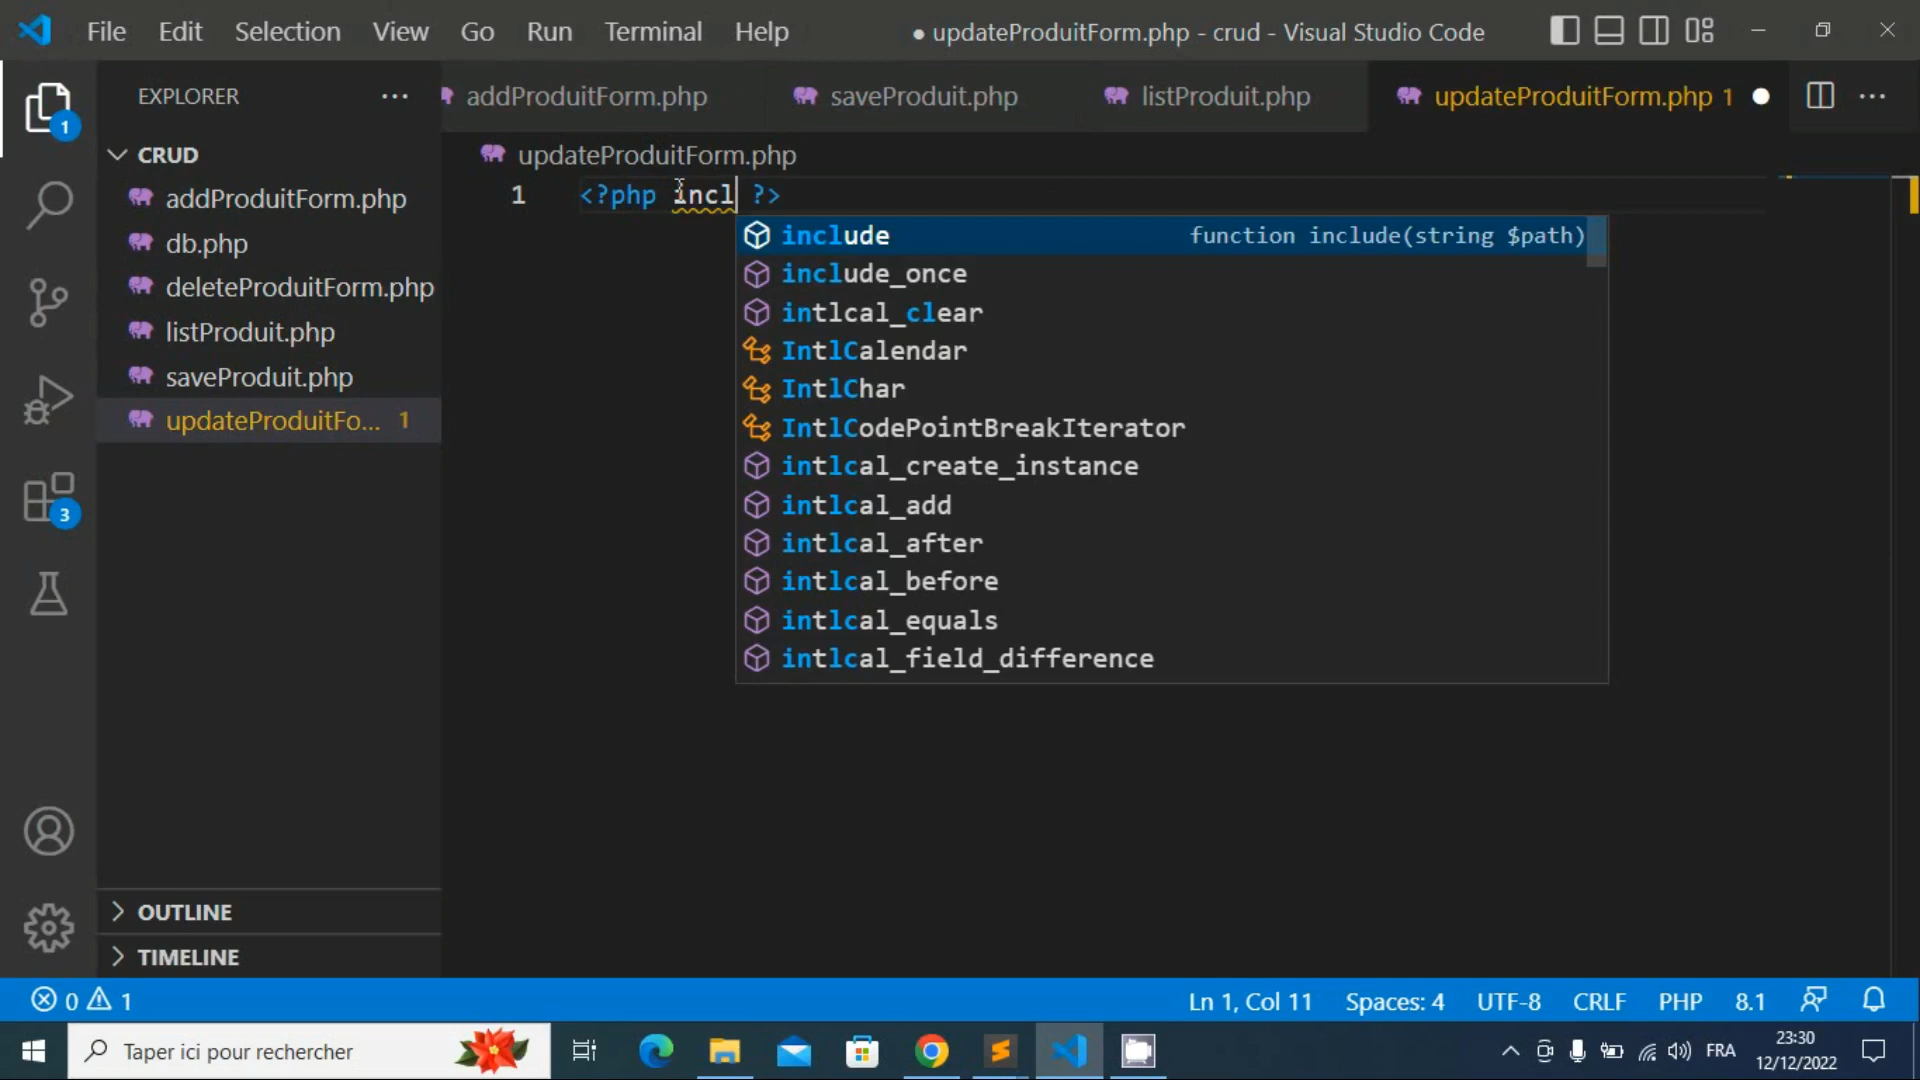 File Edit Selection View Go Run Terminal Help ● updateProduitForm.php - crud - Visual Studio Code
EXPLORER ... addProduitForm.php saveProduit.php listProduit.php updateProduitForm.php 1 ...
1
CRUD
updateProduitForm.php
addProduitForm.php
1 <?php incl ?>
db.php
deleteProduitForm.php
listProduit.php
saveProduit.php
updateProduitFo... 1
3
include function include(string $path)
include_once
intlcal_clear
IntlCalendar
IntlChar
IntlCodePointBreakIterator
intlcal_create_instance
intlcal_add
intlcal_after
intlcal_before
intlcal_equals
intlcal_field_difference
OUTLINE
TIMELINE
0 1 Ln 1, Col 11 Spaces: 4 UTF-8 CRLF PHP 8.1
Taper ici pour rechercher FRA
23:30
12/12/2022